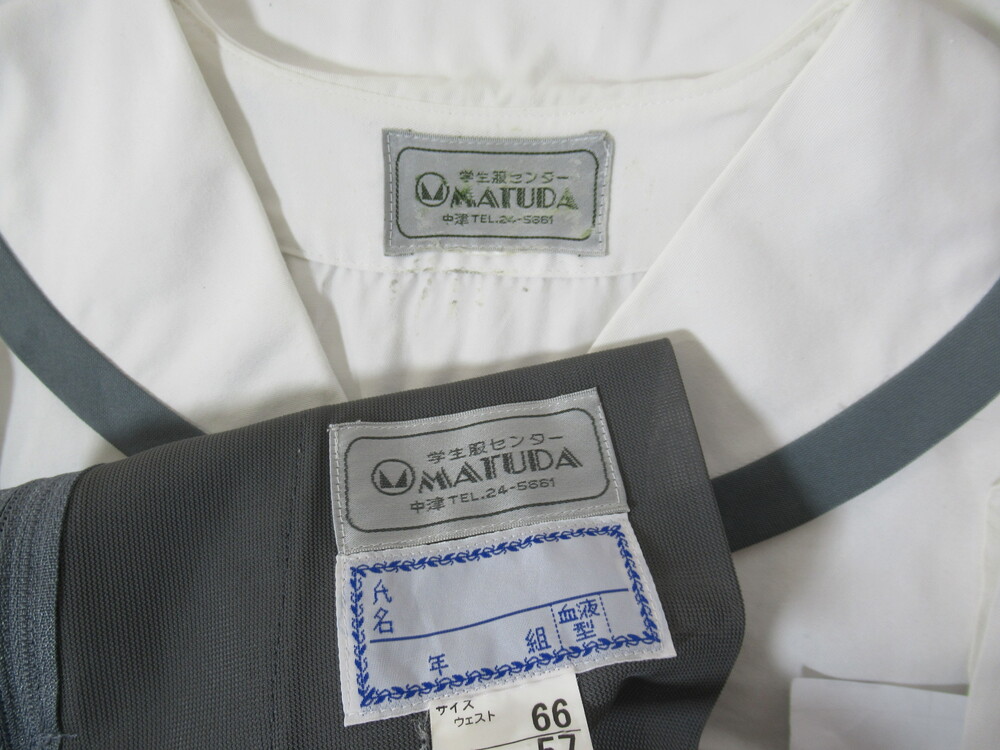 学生服センター
MATUDA
中津 TEL.24-5661
学生服センター
MATUDA
中津 TEL.24-5661
氏名
年 組 血液型
サイズ
ウェスト 66
57